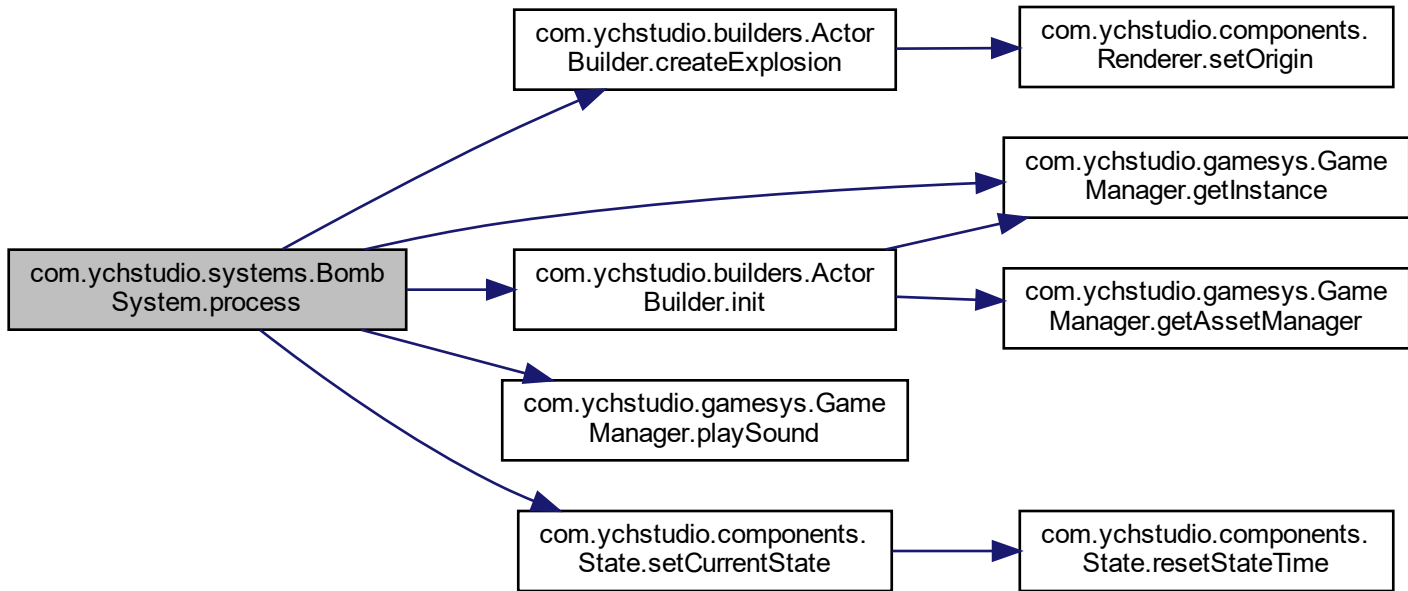 com.ychstudio.systems.Bomb
System.process
com.ychstudio.builders.Actor
Builder.createExplosion
com.ychstudio.components.
Renderer.setOrigin
com.ychstudio.gamesys.Game
Manager.getInstance
com.ychstudio.builders.Actor
Builder.init
com.ychstudio.gamesys.Game
Manager.getAssetManager
com.ychstudio.gamesys.Game
Manager.playSound
com.ychstudio.components.
State.setCurrentState
com.ychstudio.components.
State.resetStateTime